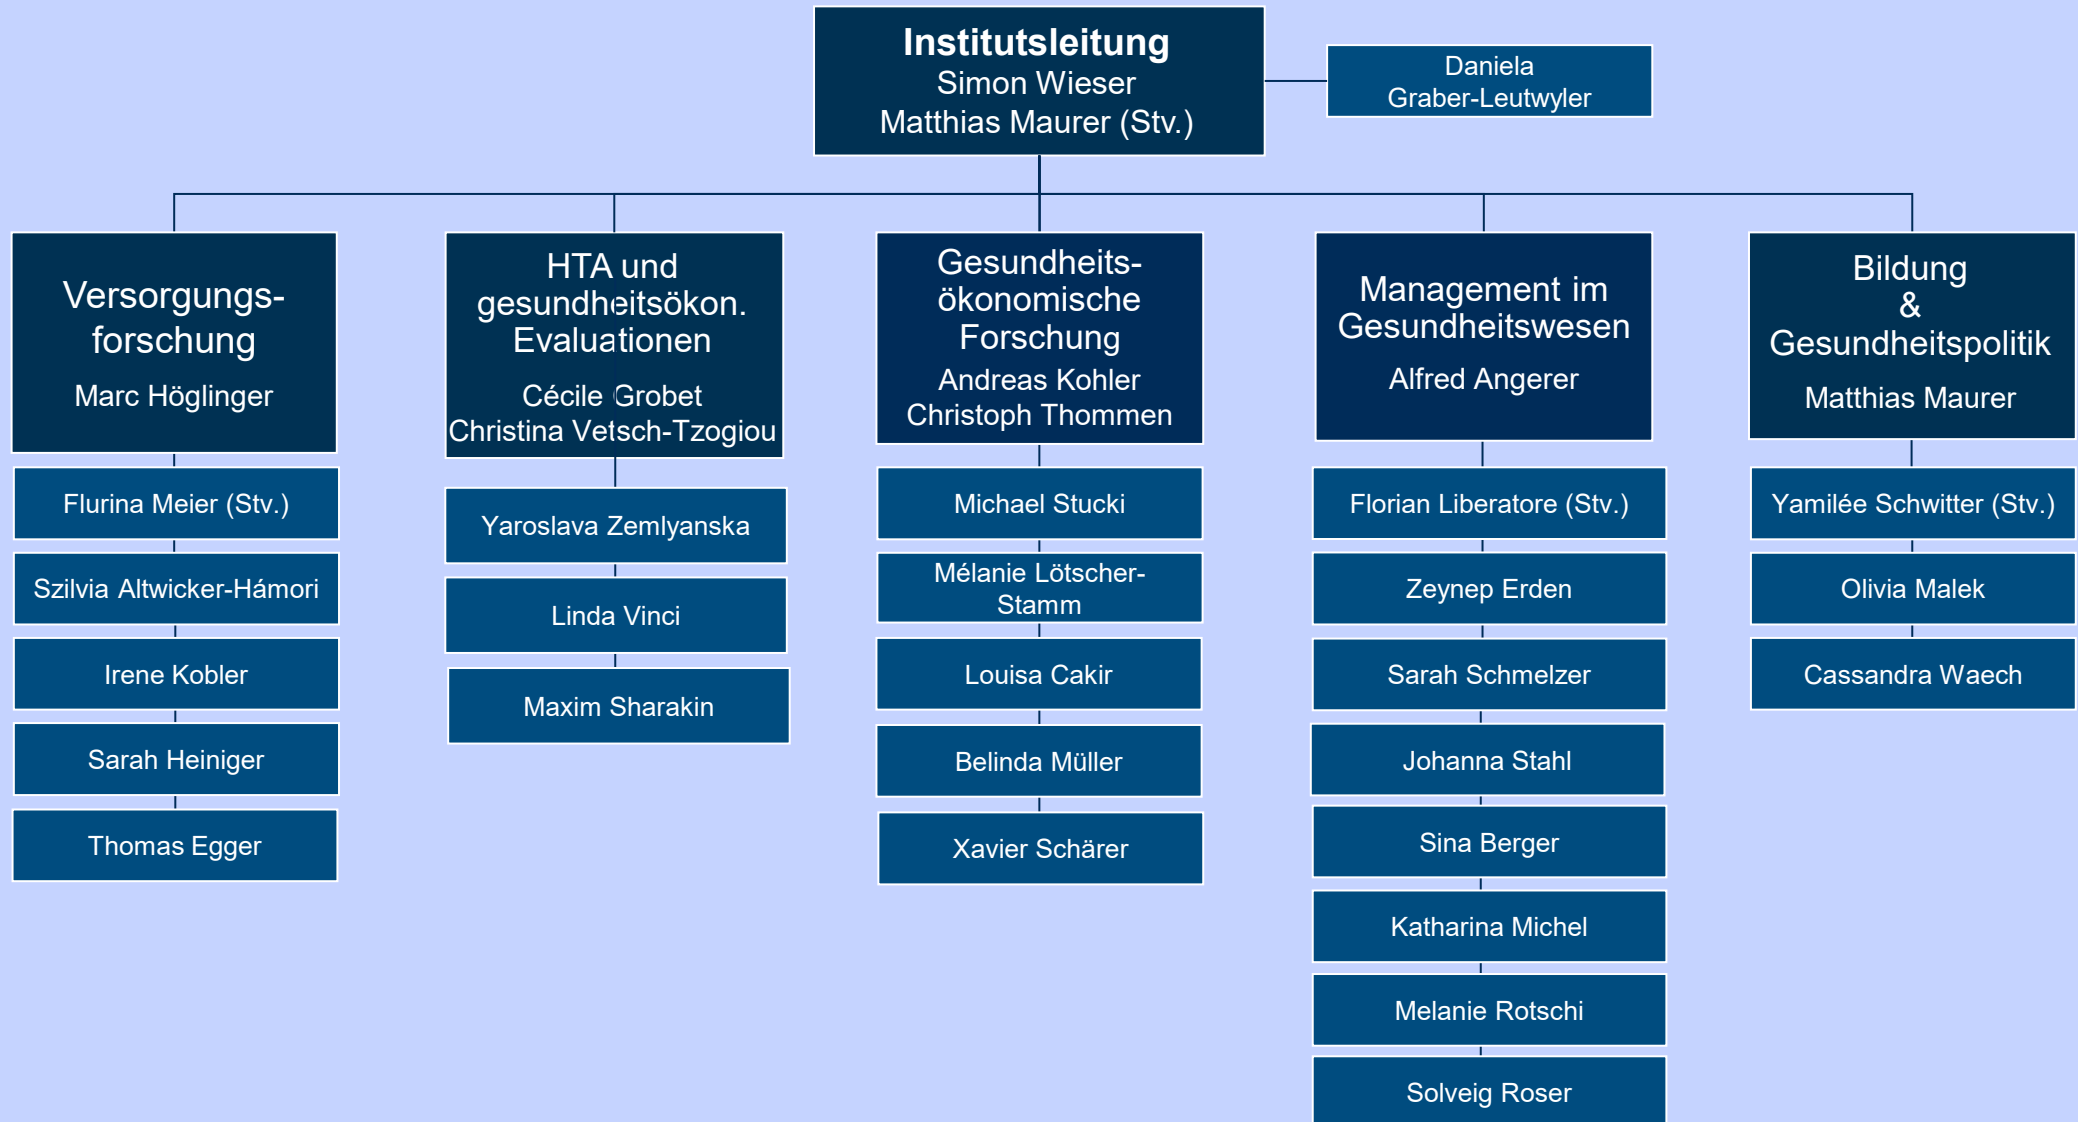 Institutsleitung
Simon Wieser
Matthias Maurer (Stv.)
Daniela
Graber-Leutwyler
Versorgungs-
forschung
Marc Höglinger
Flurina Meier (Stv.)
Szilvia Altwicker-Hámori
Irene Kobler
Sarah Heiniger
Thomas Egger
HTA und
gesundheitsökon.
Evaluationen
Cécile Grobet
Christina Vetsch-Tzogiou
Yaroslava Zemlyanska
Linda Vinci
Maxim Sharakin
Gesundheits-
ökonomische
Forschung
Andreas Kohler
Christoph Thommen
Michael Stucki
Mélanie Lötscher-
Stamm
Louisa Cakir
Belinda Müller
Xavier Schärer
Management im
Gesundheitswesen
Alfred Angerer
Florian Liberatore (Stv.)
Zeynep Erden
Sarah Schmelzer
Johanna Stahl
Sina Berger
Katharina Michel
Melanie Rotschi
Solveig Roser
Bildung
&
Gesundheitspolitik
Matthias Maurer
Yamilée Schwitter (Stv.)
Olivia Malek
Cassandra Waech